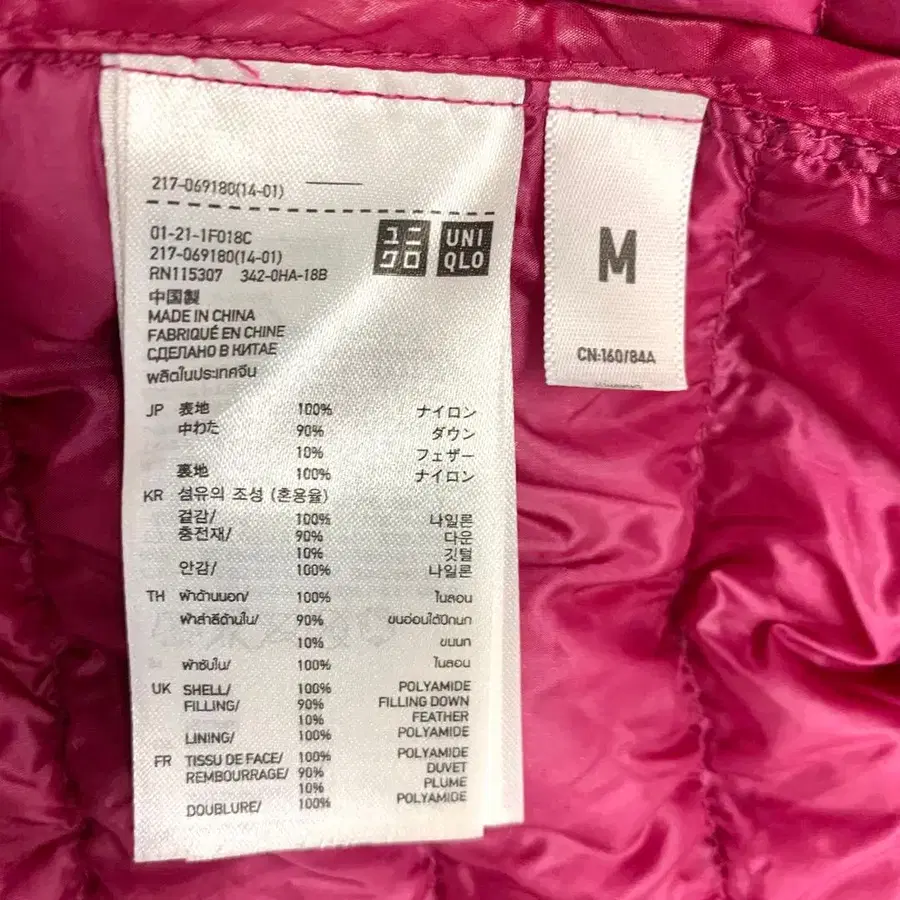 217-069180(14-01)
01-21-1F018C
217-069180(14-01)
RN115307 342-0HA-18B
ユニ
クロ
UNI
QLO
中国製
MADE IN CHINA
FABRIQUÉ EN CHINE
СДЕЛАНО В КИТАЕ
ผลิตในประเทศจีน
JP 表地 100% ナイロン
中わた 90% ダウン
10% フェザー
裏地 100% ナイロン
KR 섬유의 조성 (혼용율)
겉감/ 100% 나일론
충전재/ 90% 다운
10% 깃털
안감/ 100% 나일론
TH ผ้าด้านนอก/ 100% ไนลอน
ผ้าสำลีด้านใน/ 90% ขนอ่อนใต้ปีกนก
10% ขนนก
ผ้าซับใน/ 100% ไนลอน
UK SHELL/ 100% POLYAMIDE
FILLING/ 90% FILLING DOWN
10% FEATHER
LINING/ 100% POLYAMIDE
FR TISSU DE FACE/ 100% POLYAMIDE
REMBOURRAGE/ 90% DUVET
10% PLUME
DOUBLURE/ 100% POLYAMIDE
M
CN:160/84A